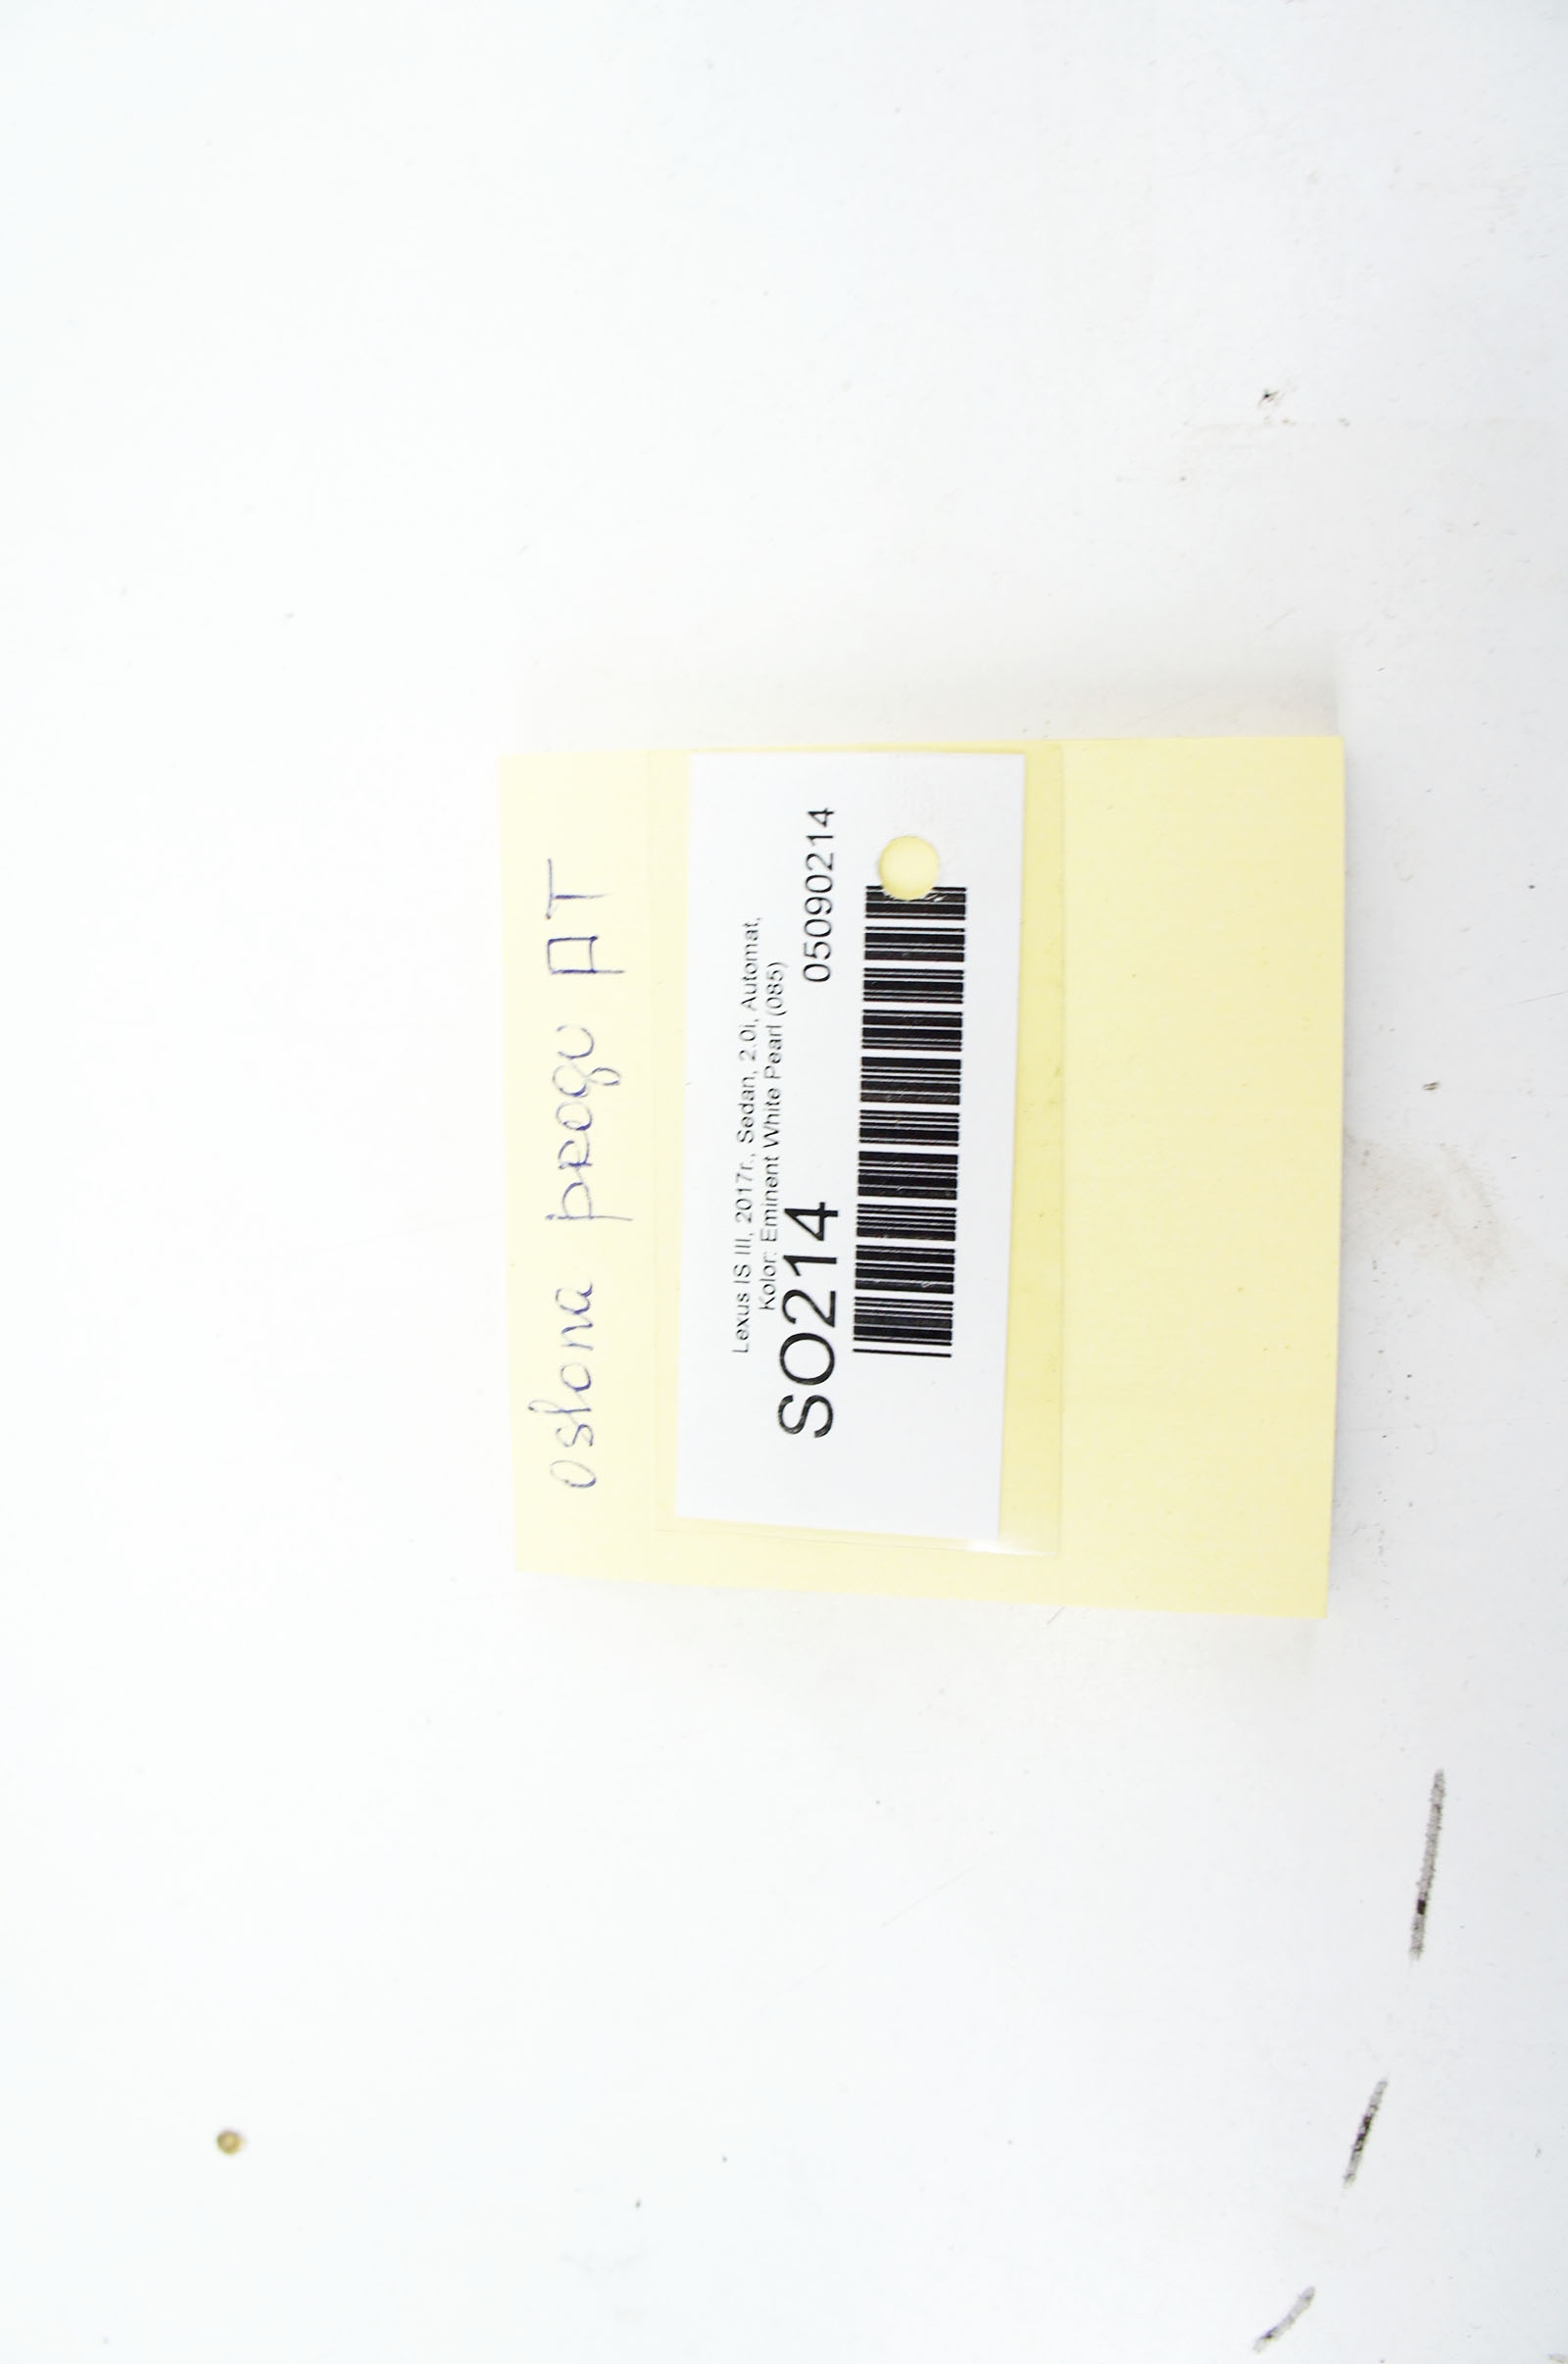 osłona progu PT
Lexus IS III, 2017r., Sedan, 2.0i, Automat,
Kolor: Eminent White Pearl (085)
SO214 05090214